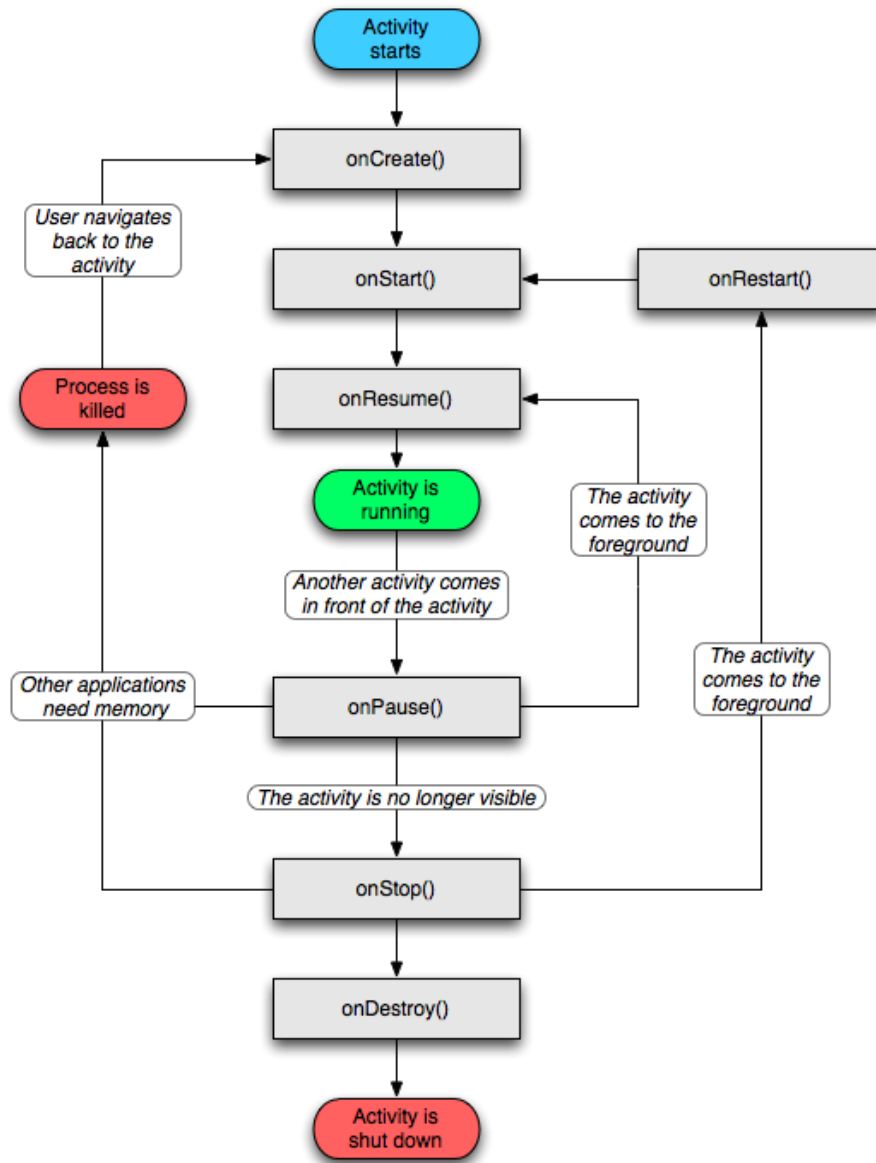 Activity
starts
onCreate()
User navigates
back to the
activity
onStart()
onRestart()
Process is
killed
onResume()
Activity is
running
The activity
comes to the
foreground
Another activity comes
in front of the activity
The activity
comes to the
foreground
Other applications
need memory
onPause()
The activity is no longer visible
onStop()
onDestroy()
Activity is
shut down